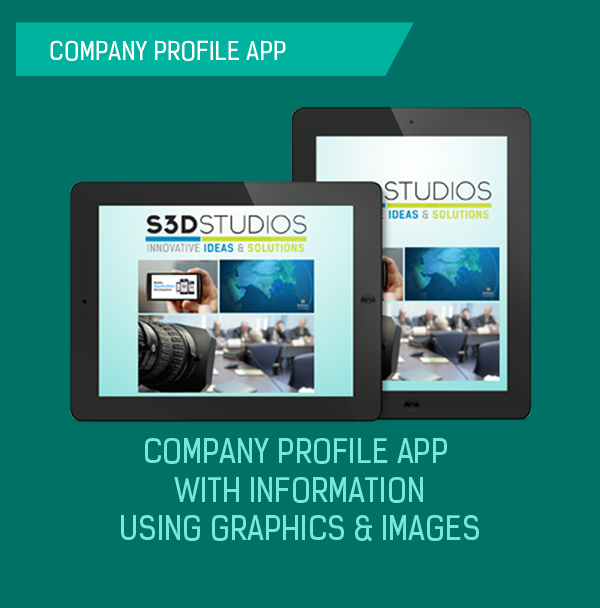 COMPANY PROFILE APP
S3DSTUDIOS
INNOVATIVE IDEAS & SOLUTIONS
STUDIOS
IDEAS & SOLUTIONS
COMPANY PROFILE APP
WITH INFORMATION
USING GRAPHICS & IMAGES